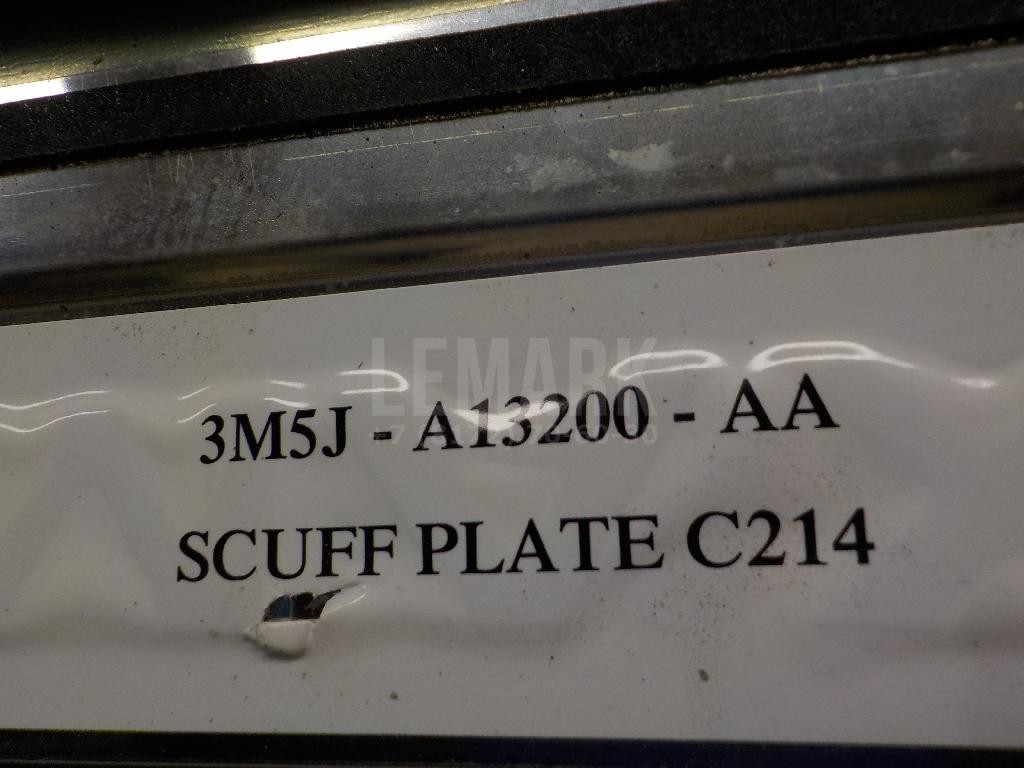 LEMARK
3M5J - A13200 - AA
SCUFF PLATE C214